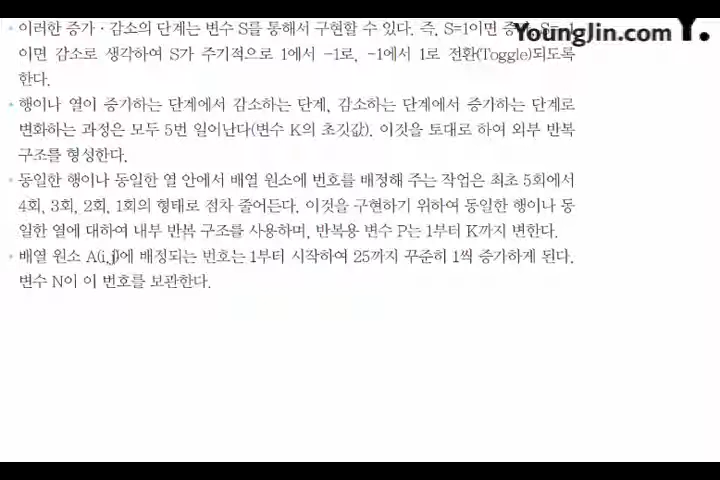 • 이러한 증가 · 감소의 단계는 변수 S를 통해서 구현할 수 있다. 즉, S=1이면 증가, S=-1
YoungJin.com Y.
이면 감소로 생각하여 S가 주기적으로 1에서 -1로, -1에서 1로 전환(Toggle)되도록
한다.
• 행이나 열이 증가하는 단계에서 감소하는 단계, 감소하는 단계에서 증가하는 단계로
변화하는 과정은 모두 5번 일어난다(변수 K의 초깃값). 이것을 토대로 하여 외부 반복
구조를 형성한다.
• 동일한 행이나 동일한 열 안에서 배열 원소에 번호를 배정해 주는 작업은 최초 5회에서
4회, 3회, 2회, 1회의 형태로 점차 줄어든다. 이것을 구현하기 위하여 동일한 행이나 동
일한 열에 대하여 내부 반복 구조를 사용하며, 반복용 변수 P는 1부터 K까지 변한다.
• 배열 원소 A(i,j)에 배정되는 번호는 1부터 시작하여 25까지 꾸준히 1씩 증가하게 된다.
변수 N이 이 번호를 보관한다.